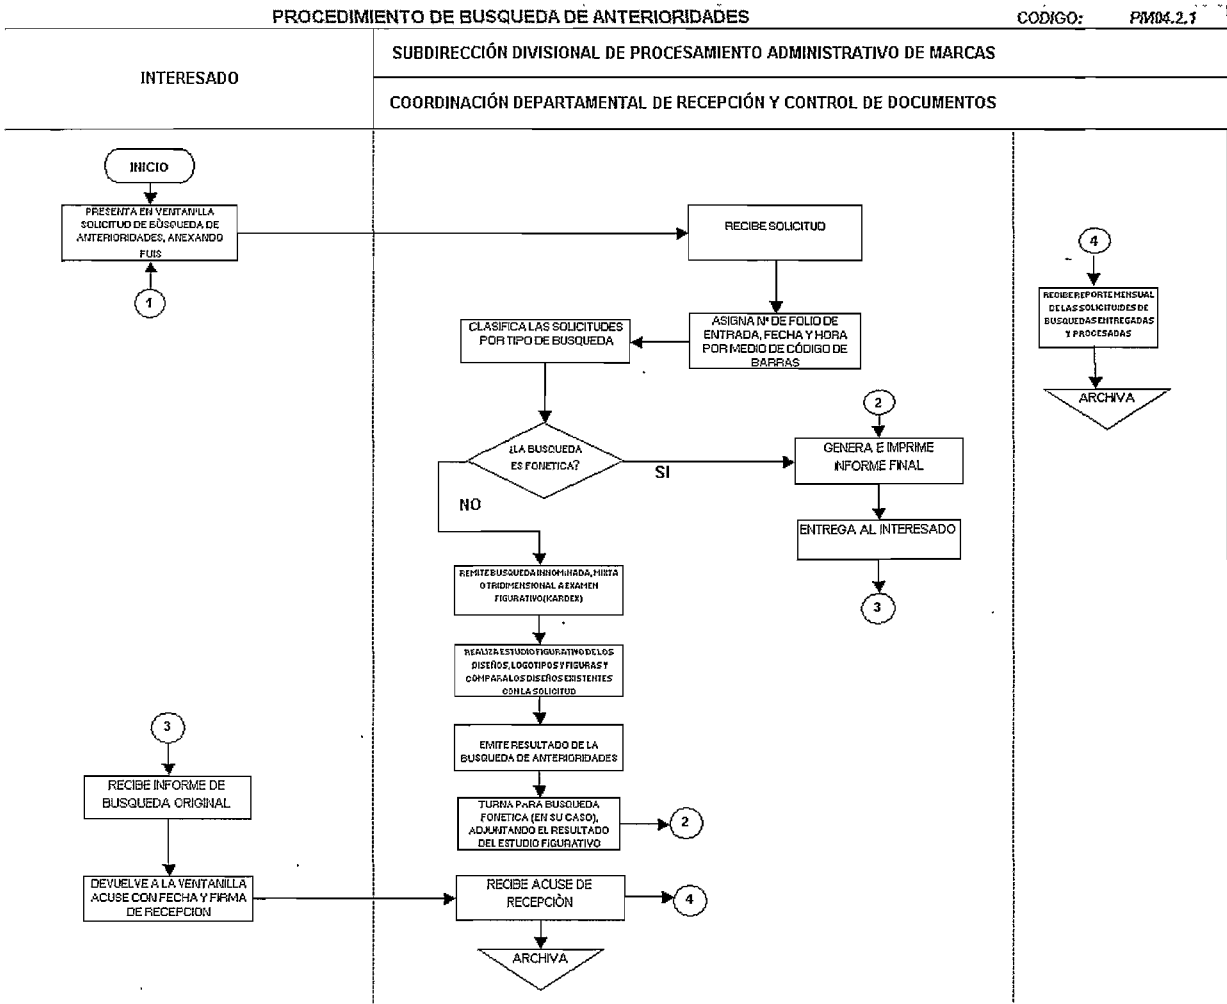 PROCEDIMIENTO DE BUSQUEDA DE ANTERIORIDADES
CODIGO: PM04.2.1
INTERESADO
SUBDIRECCIÓN DIVISIONAL DE PROCESAMIENTO ADMINISTRATIVO DE MARCAS
COORDINACIÓN DEPARTAMENTAL DE RECEPCIÓN Y CONTROL DE DOCUMENTOS
INICIO
PRESENTA EN VENTANILLA
SOLICITUD DE BÚSQUEDA DE
ANTERIORIDADES, ANEXANDO
FUIS
1
RECIBE SOLICITUD
ASIGNA Nº DE FOLIO DE
ENTRADA, FECHA Y HORA
POR MEDIO DE CÓDIGO DE
BARRAS
CLASIFICA LAS SOLICITUDES
POR TIPO DE BUSQUEDA
¿LA BUSQUEDA
ES FONETICA?
SI
NO
2
GENERA E IMPRIME
INFORME FINAL
ENTREGA AL INTERESADO
3
REMITE BUSQUEDA INNOMINADA, MIXTA
O TRIDIMENSIONAL A EXAMEN
FIGURATIVO (KARDEX)
REALIZA ESTUDIO FIGURATIVO DE LOS
DISEÑOS, LOGOTIPOS Y FIGURAS Y
COMPARA LOS DISEÑOS EXISTENTES
CON LA SOLICITUD
EMITE RESULTADO DE LA
BUSQUEDA DE ANTERIORIDADES
TURNA PARA BUSQUEDA
FONETICA (EN SU CASO),
ADJUNTANDO EL RESULTADO
DEL ESTUDIO FIGURATIVO
2
3
RECIBE INFORME DE
BUSQUEDA ORIGINAL
DEVUELVE A LA VENTANILLA
ACUSE CON FECHA Y FIRMA
DE RECEPCION
RECIBE ACUSE DE
RECEPCIÓN
4
ARCHIVA
4
RECIBE REPORTE MENSUAL
DE LAS SOLICITUIDES DE
BUSQUEDAS ENTREGADAS
Y PROCESADAS
ARCHIVA